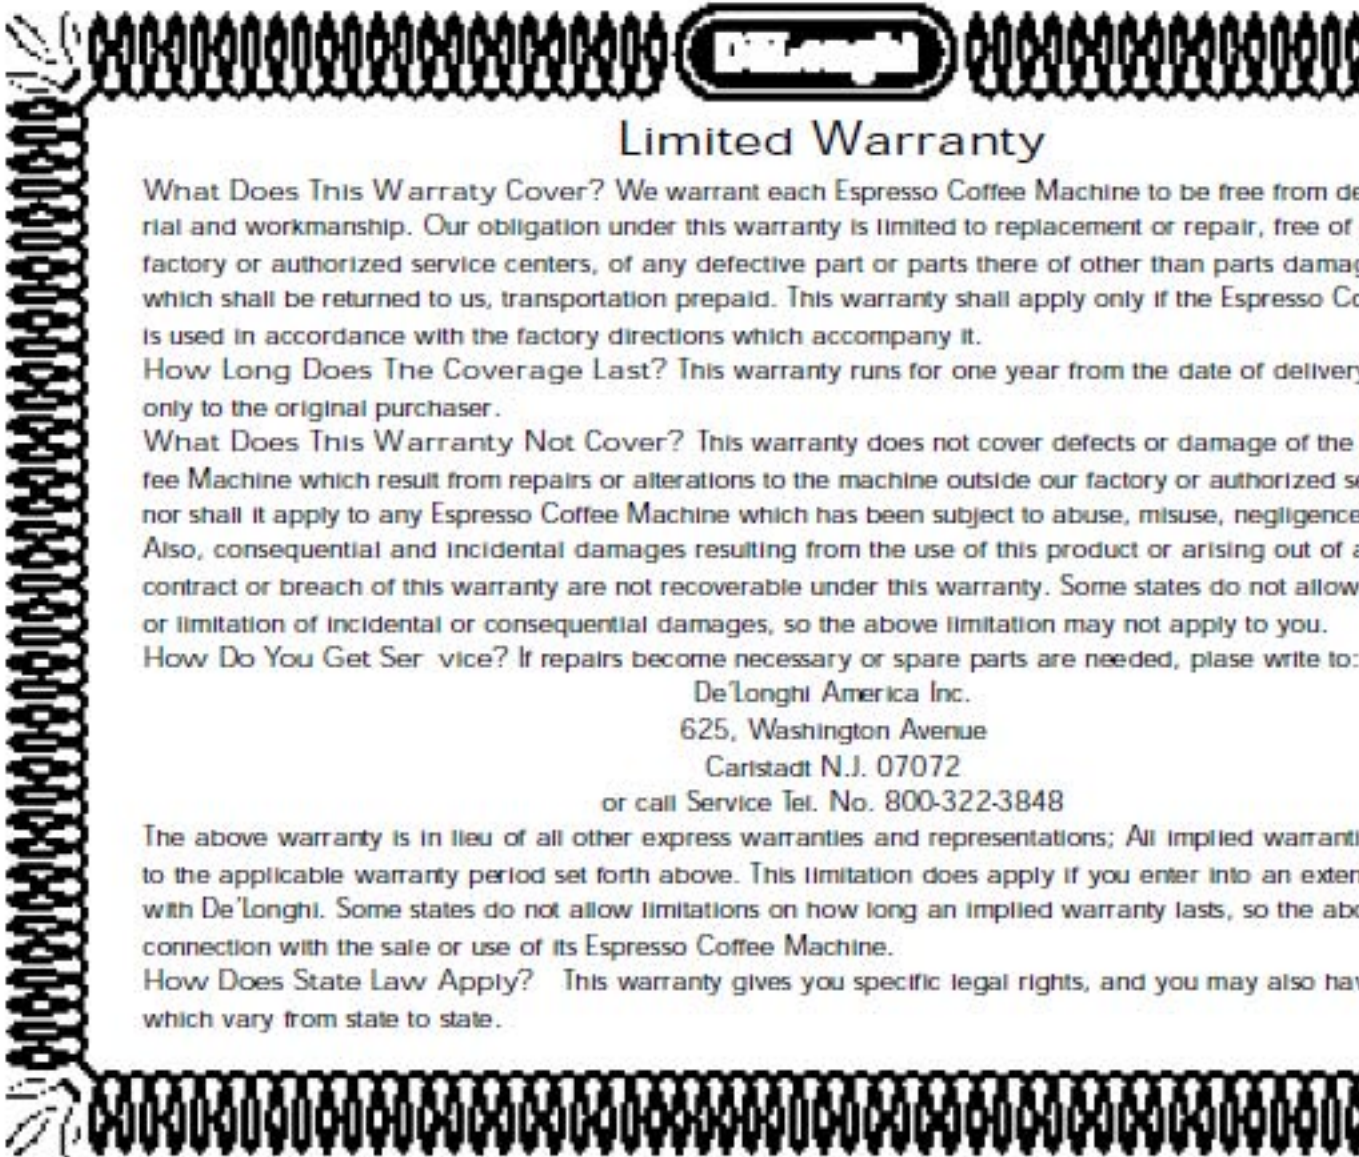 De'Longhi
Limited Warranty
What Does This Warraty Cover? We warrant each Espresso Coffee Machine to be free from de
rial and workmanship. Our obligation under this warranty is limited to replacement or repair, free of
factory or authorized service centers, of any defective part or parts there of other than parts damag
which shall be returned to us, transportation prepaid. This warranty shall apply only if the Espresso Co
is used in accordance with the factory directions which accompany it.
How Long Does The Coverage Last? This warranty runs for one year from the date of delivery
only to the original purchaser.
What Does This Warranty Not Cover? This warranty does not cover defects or damage of the
fee Machine which result from repairs or alterations to the machine outside our factory or authorized se
nor shall it apply to any Espresso Coffee Machine which has been subject to abuse, misuse, negligence
Also, consequential and incidental damages resulting from the use of this product or arising out of a
contract or breach of this warranty are not recoverable under this warranty. Some states do not allow
or limitation of incidental or consequential damages, so the above limitation may not apply to you.
How Do You Get Ser vice? If repairs become necessary or spare parts are needed, plase write to:
De'Longhi America Inc.
625, Washington Avenue
Carlstadt N.J. 07072
or call Service Tel. No. 800-322-3848
The above warranty is in lieu of all other express warranties and representations; All implied warranti
to the applicable warranty period set forth above. This limitation does apply if you enter into an exten
with De'Longhi. Some states do not allow limitations on how long an implied warranty lasts, so the abo
connection with the sale or use of its Espresso Coffee Machine.
How Does State Law Apply? This warranty gives you specific legal rights, and you may also hav
which vary from state to state.